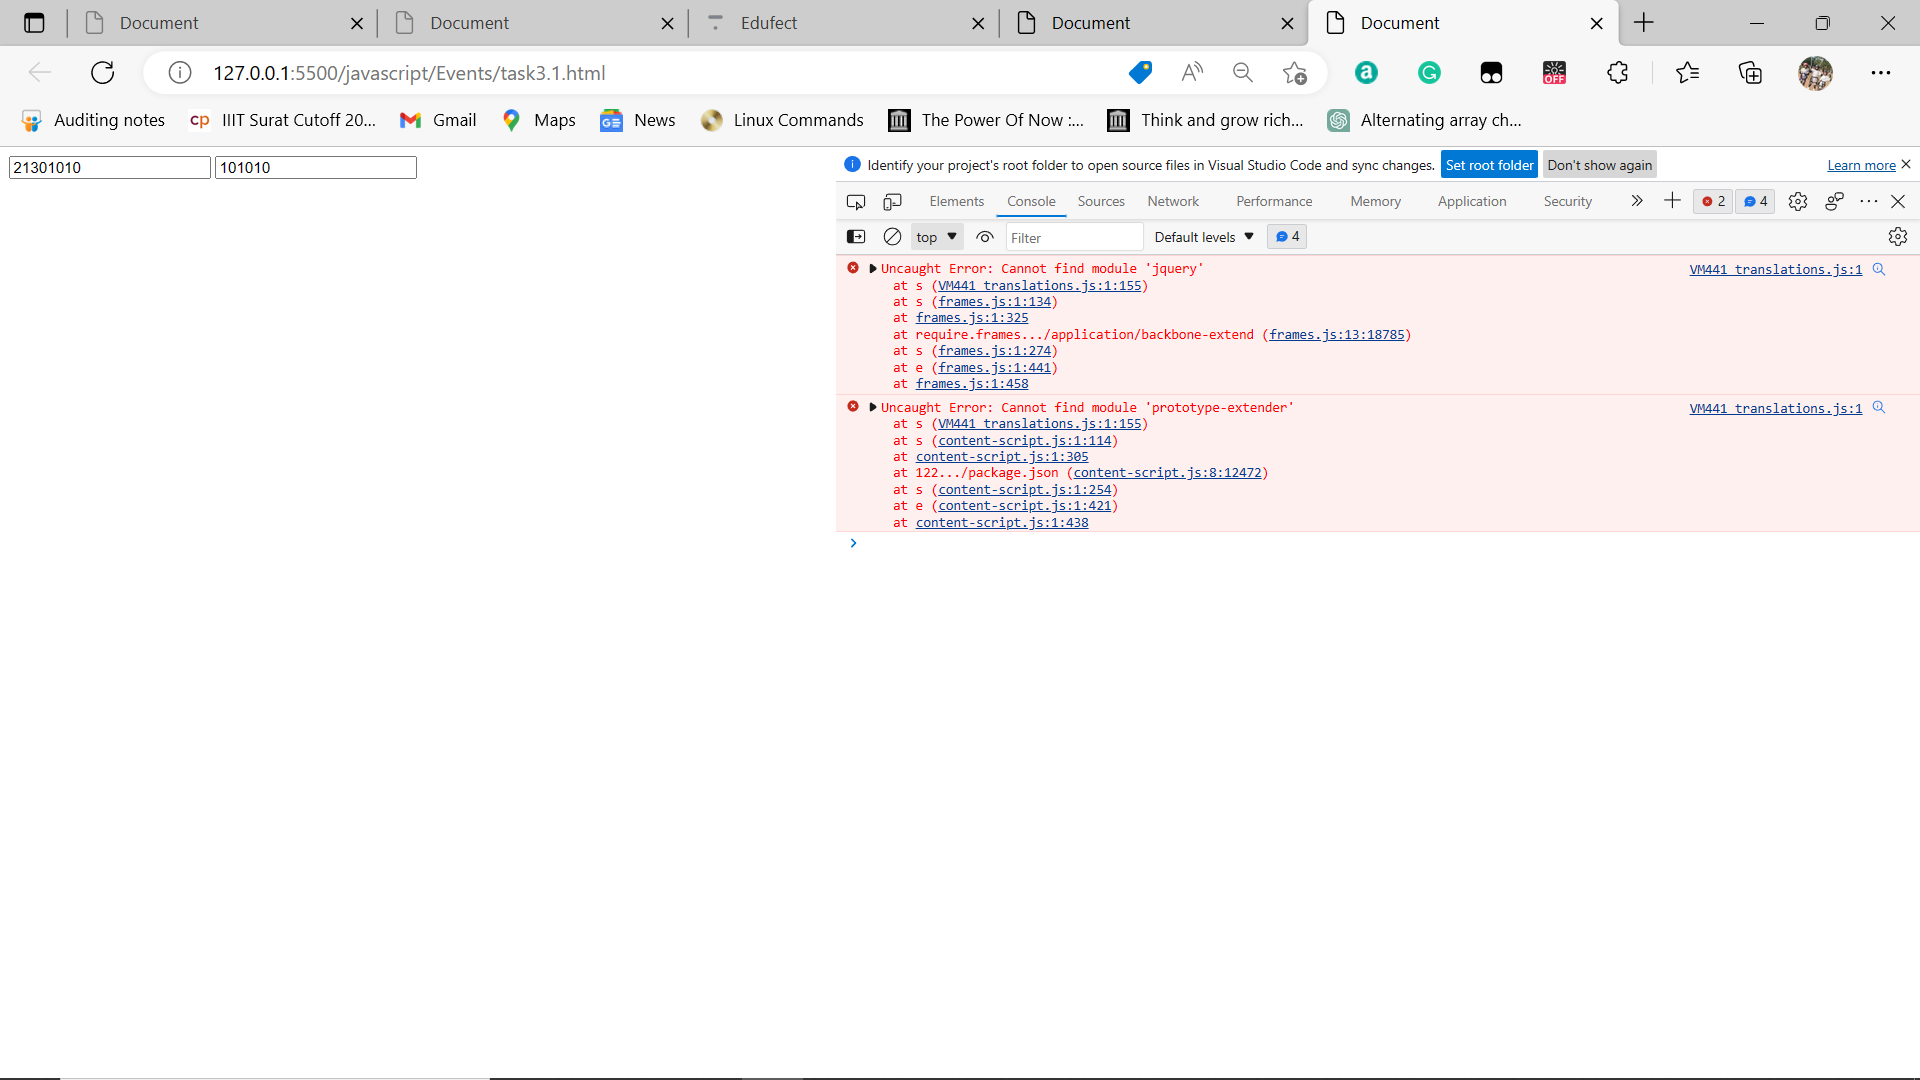 Document Document Edufect Document Document
127.0.0.1:5500/javascript/Events/task3.1.html
Auditing notes IIIT Surat Cutoff 20... Gmail Maps News Linux Commands The Power Of Now :... Think and grow rich... Alternating array ch...
21301010 101010
Identify your project's root folder to open source files in Visual Studio Code and sync changes. Set root folder Don't show again Learn more
Elements Console Sources Network Performance Memory Application Security 2 4
top Filter Default levels 4
Uncaught Error: Cannot find module 'jquery' VM441 translations.js:1
at s (VM441 translations.js:1:155)
at s (frames.js:1:134)
at frames.js:1:325
at require.frames.../application/backbone-extend (frames.js:13:18785)
at s (frames.js:1:274)
at e (frames.js:1:441)
at frames.js:1:458
Uncaught Error: Cannot find module 'prototype-extender' VM441 translations.js:1
at s (VM441 translations.js:1:155)
at s (content-script.js:1:114)
at content-script.js:1:305
at 122.../package.json (content-script.js:8:12472)
at s (content-script.js:1:254)
at e (content-script.js:1:421)
at content-script.js:1:438